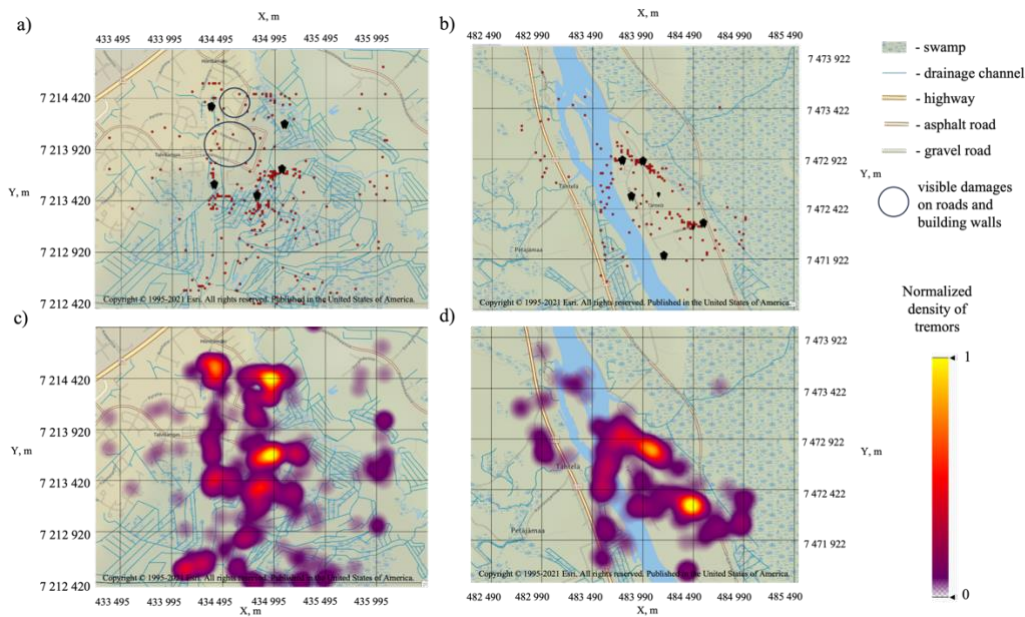 X, m
X, m
a)
b)
433 495 433 995 434 495 434 995 435 495 435 995
482 490 482 990 483 490 483 990 484 490 484 990 485 490
7 214 420
7 213 920
Y, m
7 213 420
7 212 920
7 212 420
7 473 922
7 473 422
7 472 922
Y, m
7 472 422
7 471 922
Tähtelä
Petäjämaa
Copyright © 1995-2021 Esri. All rights reserved. Published in the United States of America.
Copyright © 1995-2021 Esri. All rights reserved. Published in the United States of America.
- swamp
- drainage channel
- highway
- asphalt road
- gravel road
visible damages
on roads and
building walls
c)
d)
7 214 420
7 213 920
Y, m
7 213 420
7 212 920
7 212 420
7 473 922
7 473 422
7 472 922
Y, m
7 472 422
7 471 922
Tähtelä
Petäjämaa
Copyright © 1995-2021 Esri. All rights reserved. Published in the United States of America.
Copyright © 1995-2021 Esri. All rights reserved. Published in the United States of America.
433 495 433 995 434 495 434 995 435 495 435 995
482 490 482 990 483 490 483 990 484 490 484 990 485 490
X, m
X, m
Normalized
density of
tremors
1
0